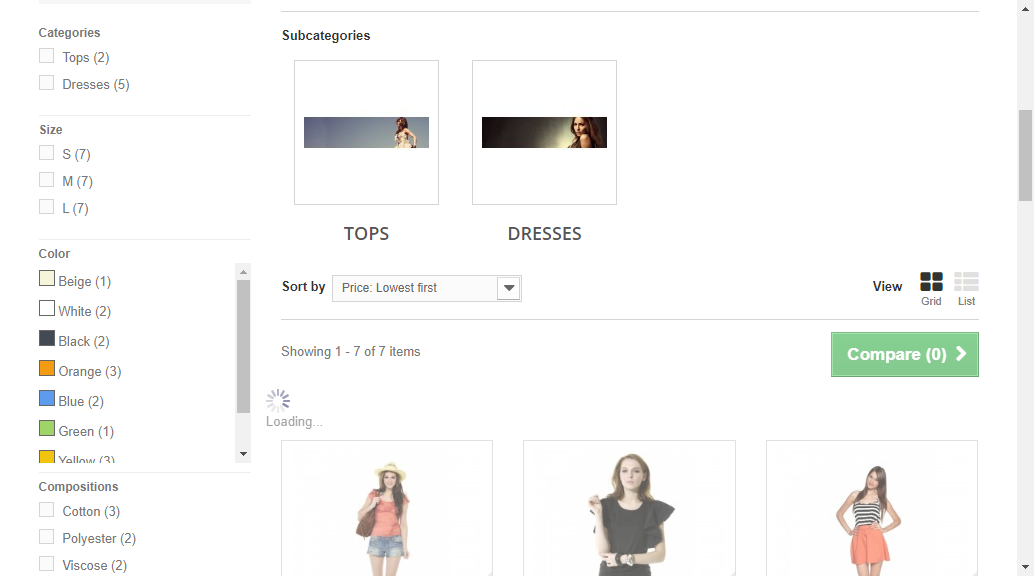 Categories
Tops (2)
Dresses (5)
Size
S (7)
M (7)
L (7)
Color
Beige (1)
White (2)
Black (2)
Orange (3)
Blue (2)
Green (1)
Yellow (3)
Compositions
Cotton (3)
Polyester (2)
Viscose (2)
Subcategories
TOPS DRESSES
Sort by Price: Lowest first View Grid List
Showing 1 - 7 of 7 items Compare (0)
Loading...